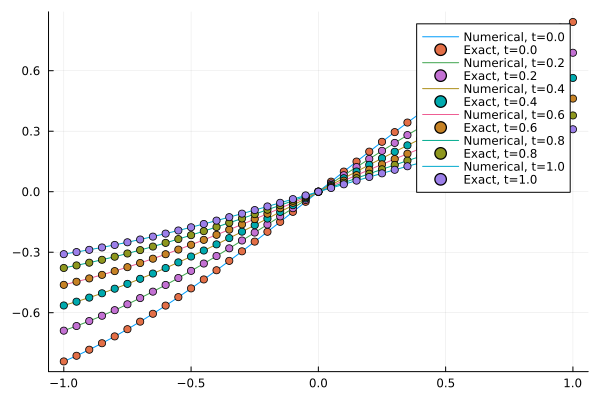 Numerical, t=0.0
Exact, t=0.0
Numerical, t=0.2
Exact, t=0.2
Numerical, t=0.4
Exact, t=0.4
Numerical, t=0.6
Exact, t=0.6
Numerical, t=0.8
Exact, t=0.8
Numerical, t=1.0
Exact, t=1.0
0.6
0.3
0.0
−0.3
−0.6
−1.0 −0.5 0.0 0.5 1.0